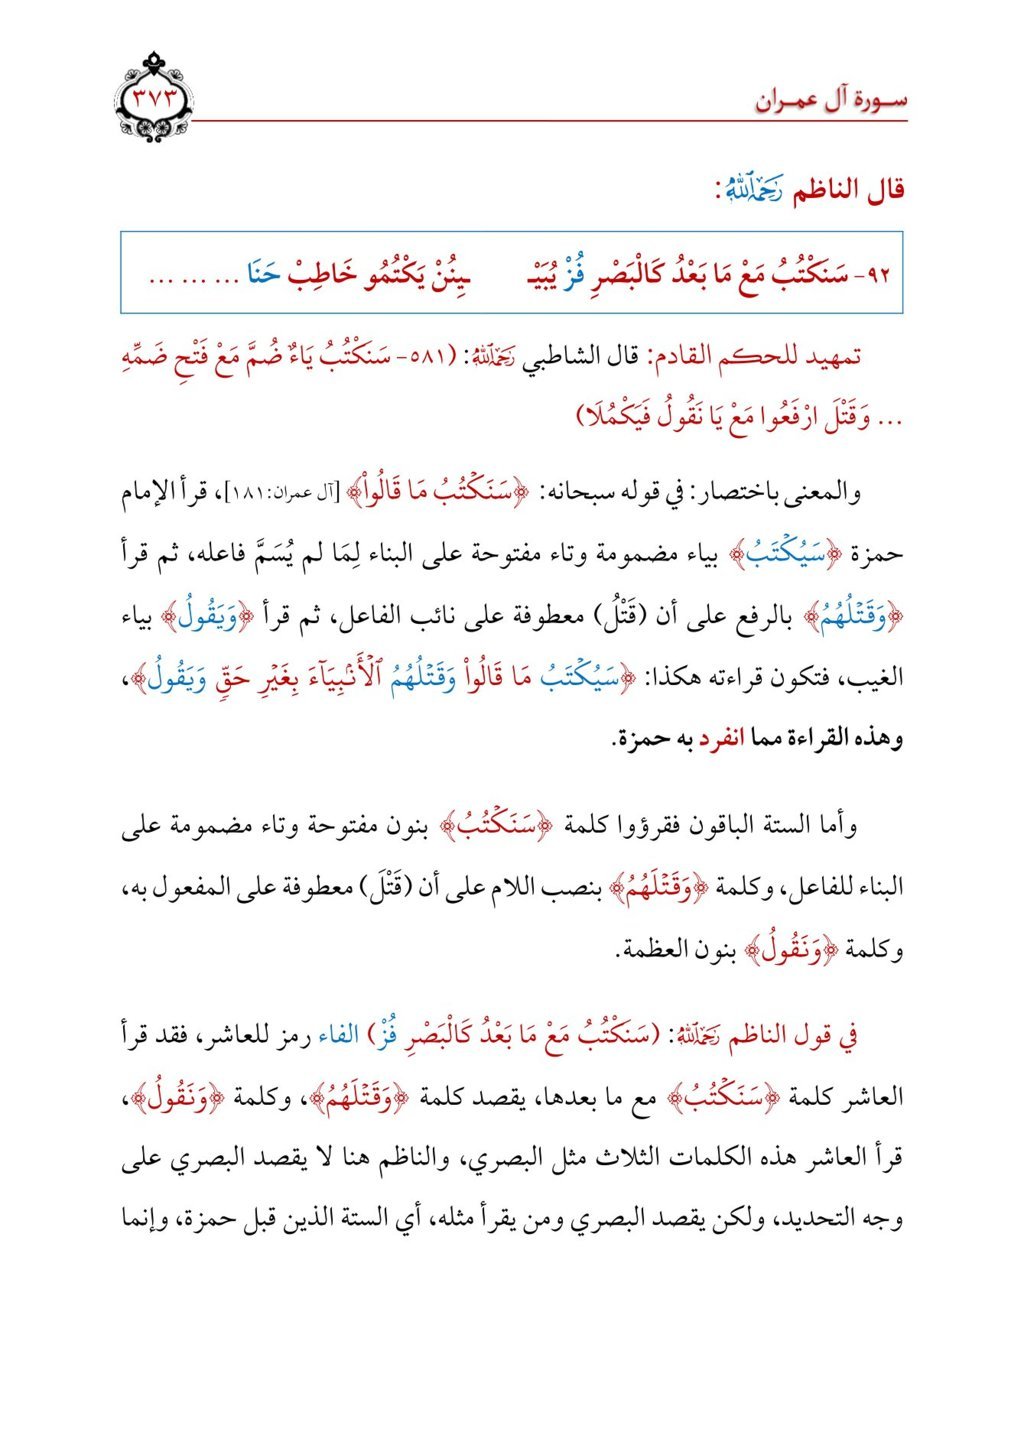 سورة آل عمران
٣٧٣
قال الناظم رَحِمَهُ ٱللَّهُ:
٩٢- سَنَكْتُبُ مَعْ مَا بَعْدُ كَالْبَصْرِ فُزْ يُبَيْـ ـيِنُنْ يَكْتُمُو خَاطِبْ حَنَا ... ... ...
تمهيد للحكم القادم: قال الشاطبي رَحِمَهُ ٱللَّهُ: (٥٨١- سَنَكْتُبُ يَاءٌ ضُمَّ مَعْ فَتْحِ ضَمِّهِ
... وَقَتْلَ ارْفَعُوا مَعْ يَا نَقُولُ فَيَكْمُلَا)
والمعنى باختصار: في قوله سبحانه: ﴿سَنَكْتُبُ مَا قَالُواْ﴾ [آل عمران:١٨١]، قرأ الإمام
حمزة ﴿سَيُكْتَبُ﴾ بياء مضمومة وتاء مفتوحة على البناء لِمَا لم يُسَمَّ فاعله، ثم قرأ
﴿وَقَتْلُهُمُ﴾ بالرفع على أن (قَتْلُ) معطوفة على نائب الفاعل، ثم قرأ ﴿وَيَقُولُ﴾ بياء
الغيب، فتكون قراءته هكذا: ﴿سَيُكْتَبُ مَا قَالُواْ وَقَتْلُهُمُ ٱلْأَنۢبِيَآءَ بِغَيْرِ حَقّٖ وَيَقُولُ﴾،
وهذه القراءة مما انفرد به حمزة.
وأما الستة الباقون فقرؤوا كلمة ﴿سَنَكْتُبُ﴾ بنون مفتوحة وتاء مضمومة على
البناء للفاعل، وكلمة ﴿وَقَتْلَهُمُ﴾ بنصب اللام على أن (قَتْلَ) معطوفة على المفعول به،
وكلمة ﴿وَنَقُولُ﴾ بنون العظمة.
في قول الناظم رَحِمَهُ ٱللَّهُ: (سَنَكْتُبُ مَعْ مَا بَعْدُ كَالْبَصْرِ فُزْ) الفاء رمز للعاشر، فقد قرأ
العاشر كلمة ﴿سَنَكْتُبُ﴾ مع ما بعدها، يقصد كلمة ﴿وَقَتْلَهُمُ﴾، وكلمة ﴿وَنَقُولُ﴾،
قرأ العاشر هذه الكلمات الثلاث مثل البصري، والناظم هنا لا يقصد البصري على
وجه التحديد، ولكن يقصد البصري ومن يقرأ مثله، أي الستة الذين قبل حمزة، وإنما